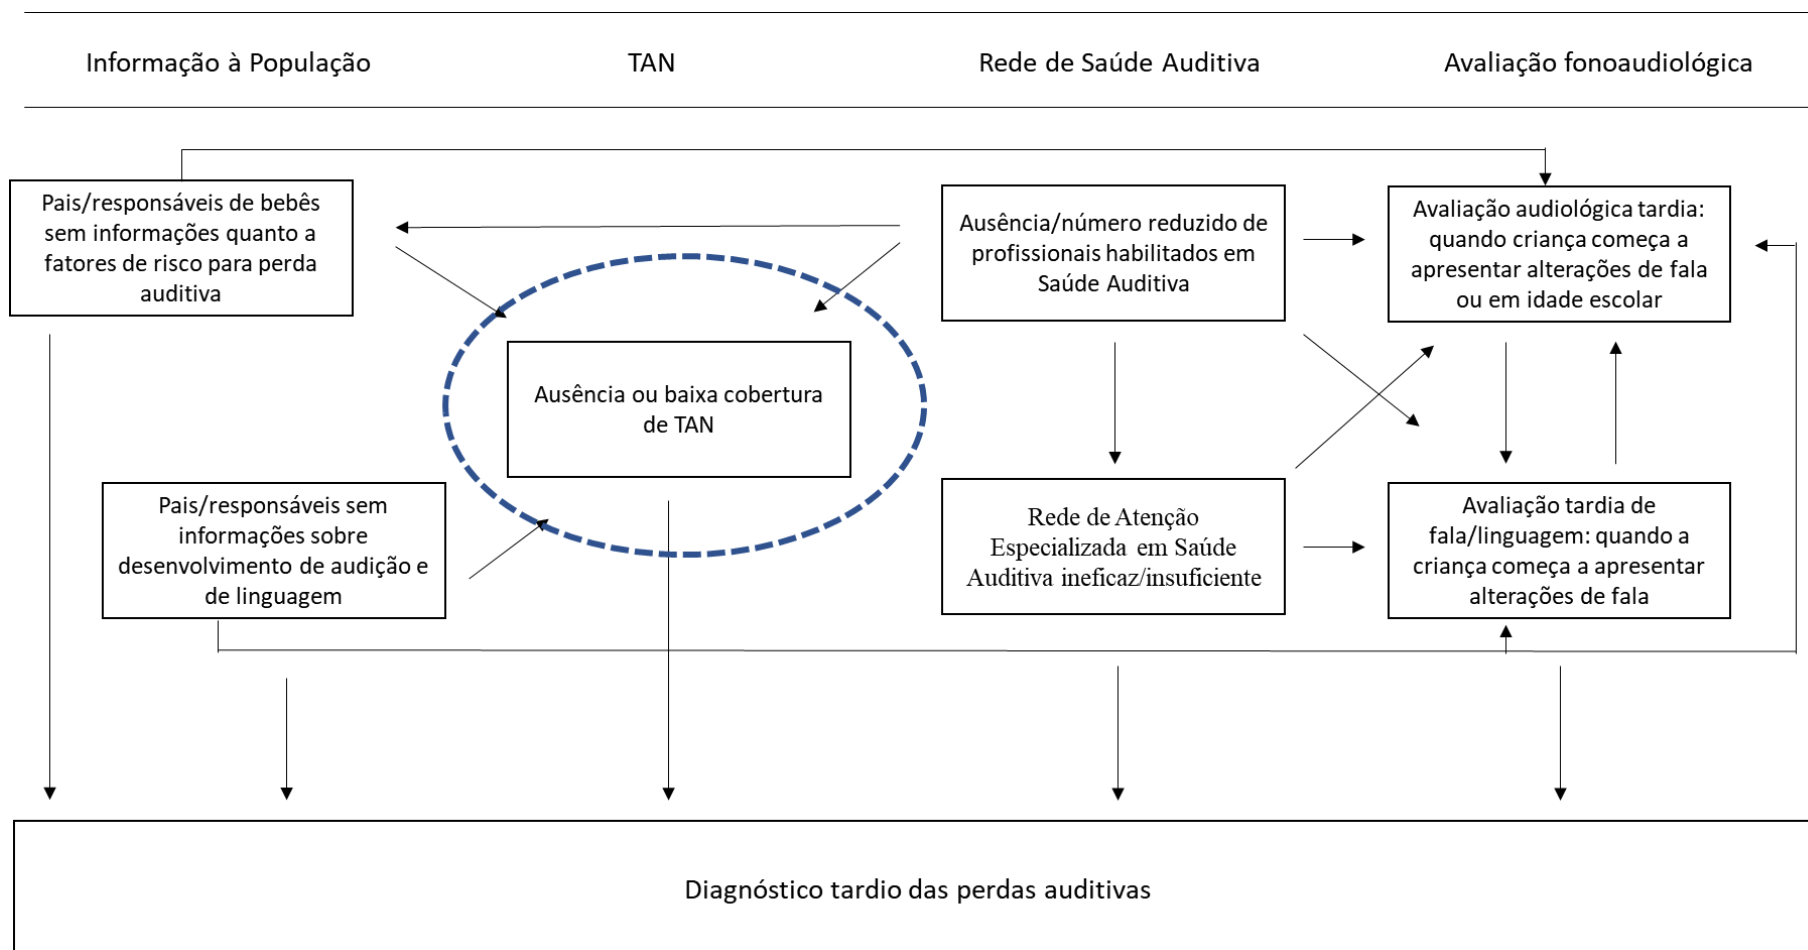 Informação à População
TAN
Rede de Saúde Auditiva
Avaliação fonoaudiológica
Pais/responsáveis de bebês
sem informações quanto a
fatores de risco para perda
auditiva
Ausência/número reduzido de
profissionais habilitados em
Saúde Auditiva
Avaliação audiológica tardia:
quando criança começa a
apresentar alterações de fala
ou em idade escolar
Ausência ou baixa cobertura
de TAN
Pais/responsáveis sem
informações sobre
desenvolvimento de audição e
de linguagem
Rede de Atenção
Especializada em Saúde
Auditiva ineficaz/insuficiente
Avaliação tardia de
fala/linguagem: quando a
criança começa a apresentar
alterações de fala
Diagnóstico tardio das perdas auditivas